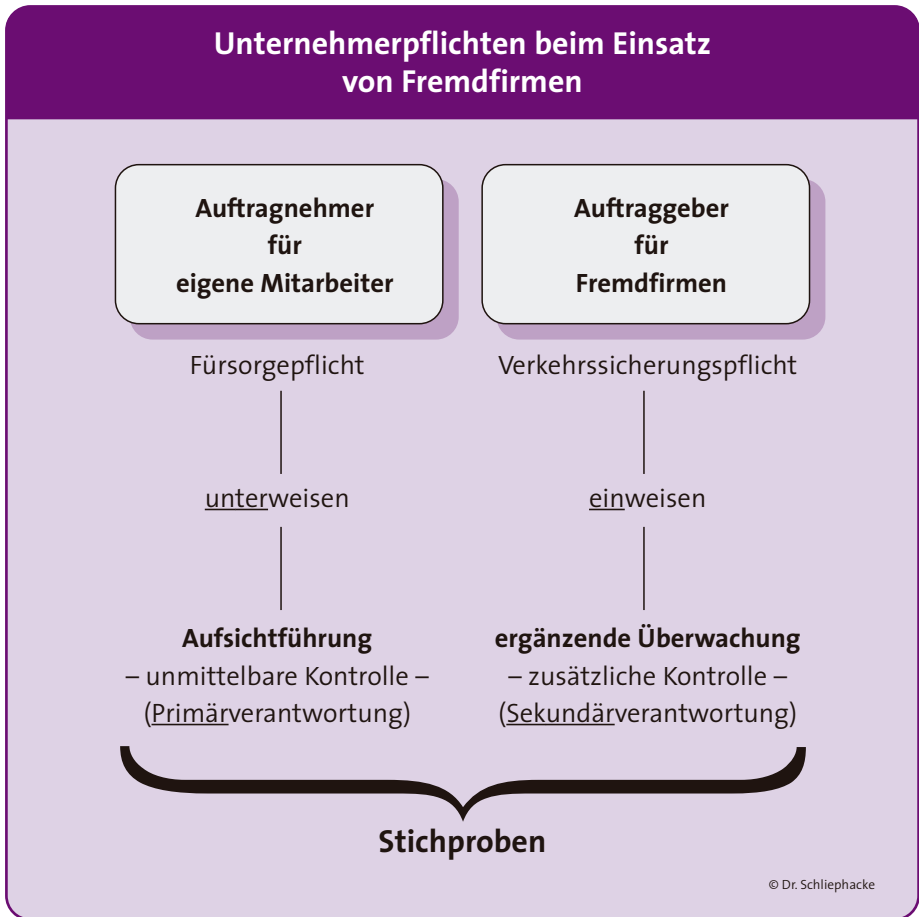 Unternehmerpflichten beim Einsatz
von Fremdfirmen
Auftragnehmer
für
eigene Mitarbeiter
Fürsorgepflicht
unterweisen
Aufsichtführung
– unmittelbare Kontrolle –
(Primärverantwortung)
Auftraggeber
für
Fremdfirmen
Verkehrssicherungspflicht
einweisen
ergänzende Überwachung
– zusätzliche Kontrolle –
(Sekundärverantwortung)
Stichproben
© Dr. Schliephacke